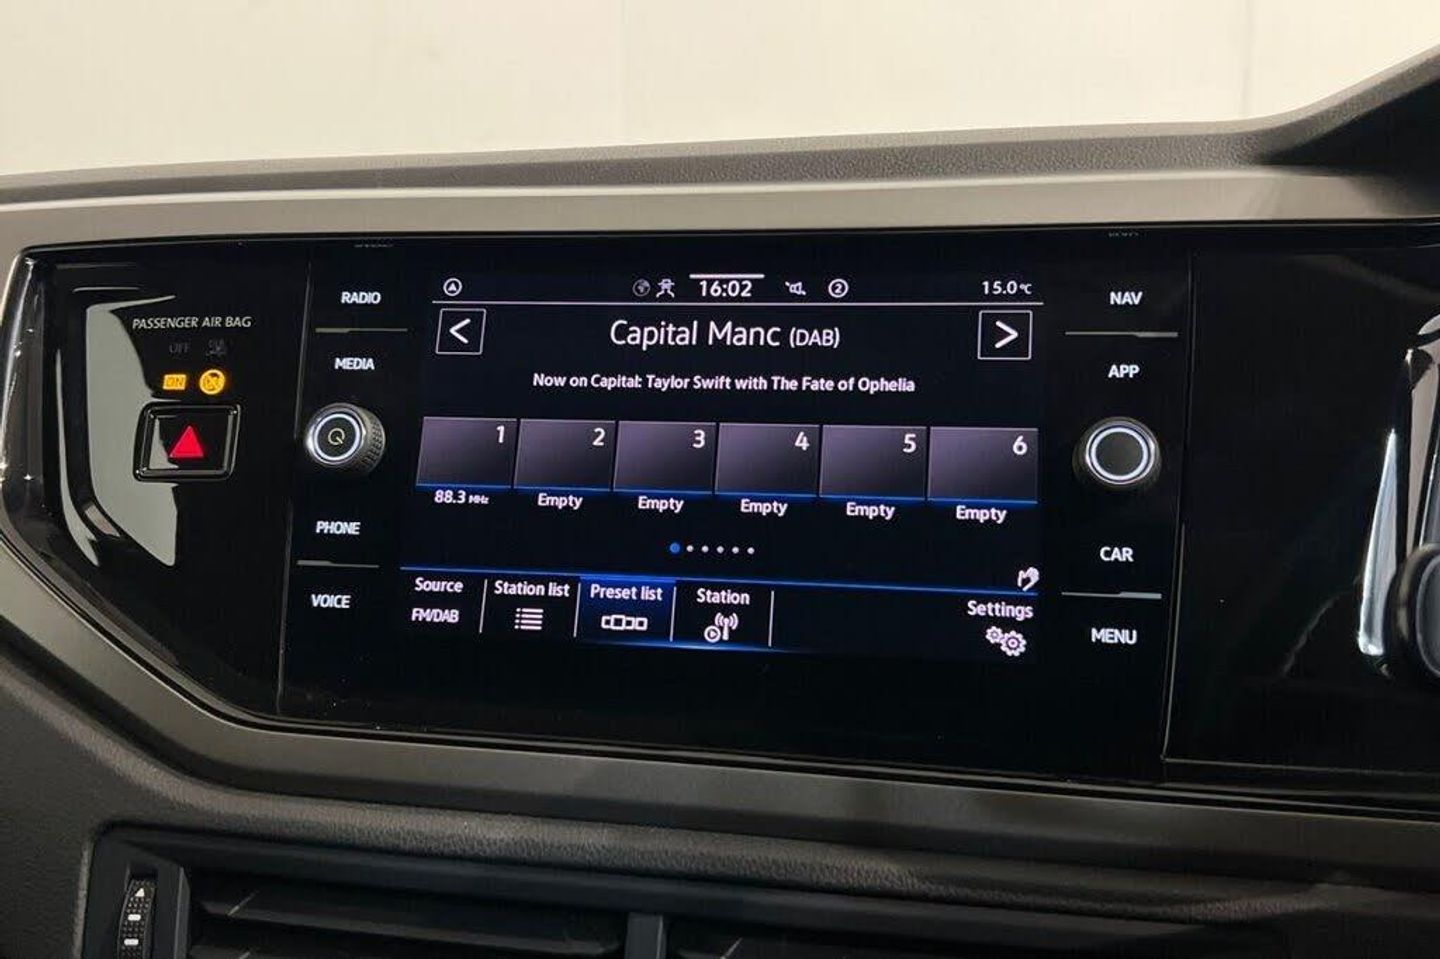 PASSENGER AIR BAG
OFF
ON
RADIO
MEDIA
PHONE
VOICE
16:02
2
15.0°C
<
Capital Manc (DAB)
>
Now on Capital: Taylor Swift with The Fate of Ophelia
1 2 3 4 5 6
88.3 MHz Empty Empty Empty Empty Empty
Source Station list Preset list Station Settings
FM/DAB
NAV
APP
CAR
MENU